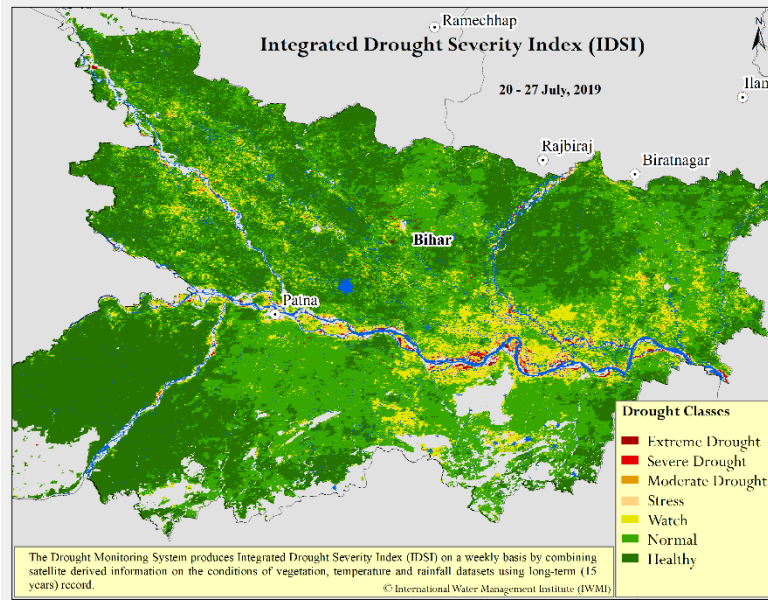 Ramechhap
Integrated Drought Severity Index (IDSI)
N
20 - 27 July, 2019
Ilam
Rajbiraj
Biratnagar
Bihar
Patna
Drought Classes
Extreme Drought
Severe Drought
Moderate Drought
Stress
Watch
Normal
Healthy
The Drought Monitoring System produces Integrated Drought Severity Index (IDSI) on a weekly basis by combining
satellite derived information on the conditions of vegetation, temperature and rainfall datasets using long-term (15
years) record.
© International Water Management Institute (IWMI)